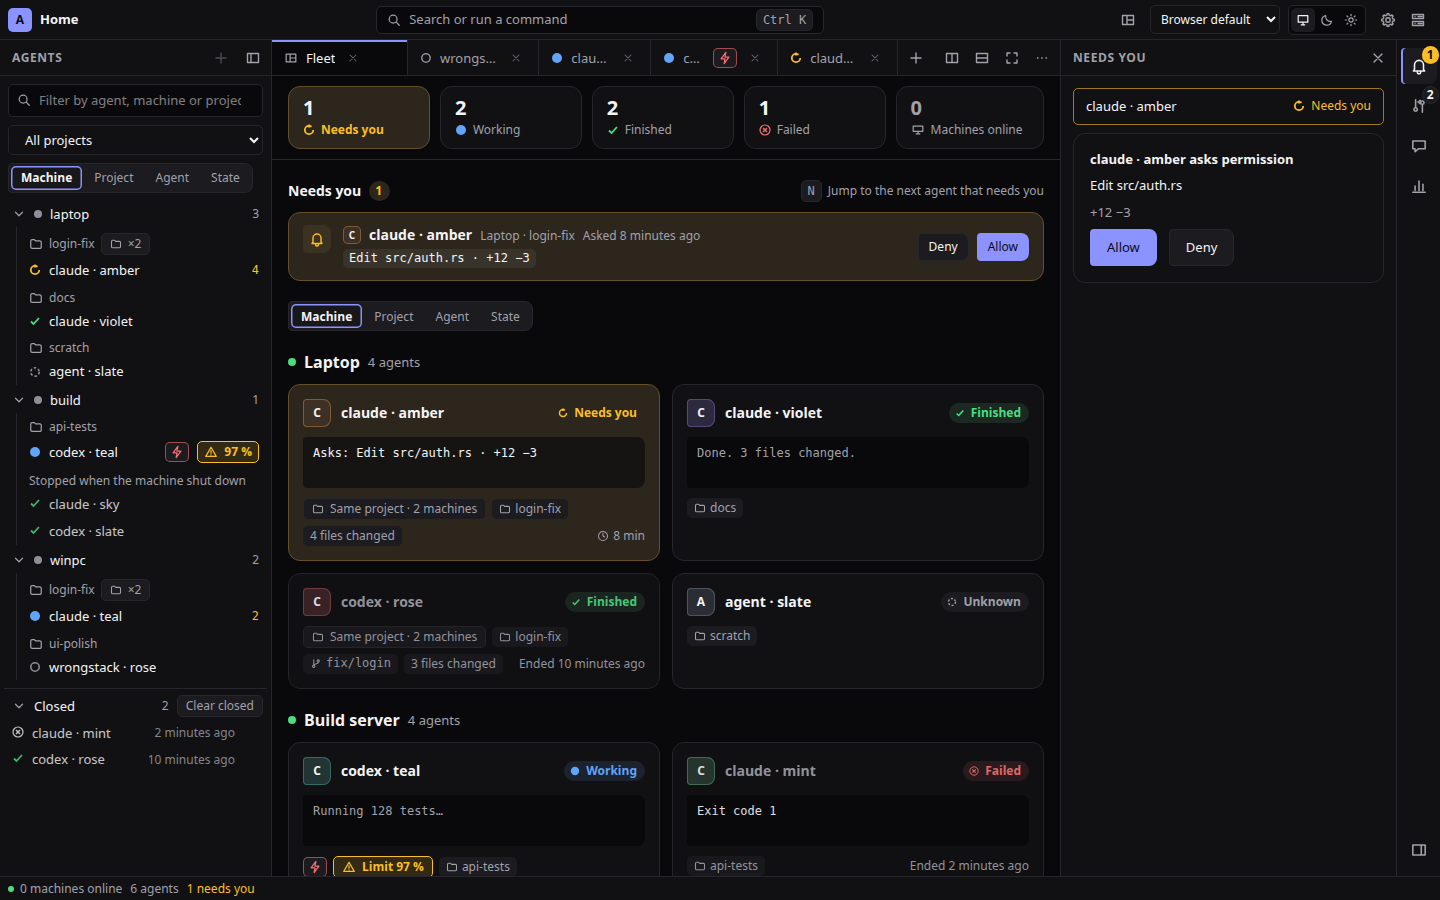 A Home
Search or run a command Ctrl K
Browser default
AGENTS
Filter by agent, machine or projec
All projects
Machine Project Agent State
laptop 3
login-fix ×2
claude · amber 4
docs
claude · violet
scratch
agent · slate
build 1
api-tests
codex · teal 97 %
Stopped when the machine shut down
claude · sky
codex · slate
winpc 2
login-fix ×2
claude · teal 2
ui-polish
wrongstack · rose
Closed 2 Clear closed
claude · mint 2 minutes ago
codex · rose 10 minutes ago
Fleet wrongs... clau... c... claud...
1 Needs you
2 Working
2 Finished
1 Failed
0 Machines online
Needs you 1
N Jump to the next agent that needs you
C claude · amber Laptop · login-fix Asked 8 minutes ago
Edit src/auth.rs · +12 −3
Deny Allow
Machine Project Agent State
Laptop 4 agents
C claude · amber Needs you
Asks: Edit src/auth.rs · +12 −3
Same project · 2 machines login-fix
4 files changed 8 min
C claude · violet Finished
Done. 3 files changed.
docs
C codex · rose Finished
Same project · 2 machines login-fix
fix/login 3 files changed Ended 10 minutes ago
A agent · slate Unknown
scratch
Build server 4 agents
C codex · teal Working
Running 128 tests…
Limit 97 % api-tests
C claude · mint Failed
Exit code 1
api-tests Ended 2 minutes ago
NEEDS YOU
claude · amber Needs you
claude · amber asks permission
Edit src/auth.rs
+12 −3
Allow Deny
1
2
0 machines online 6 agents 1 needs you